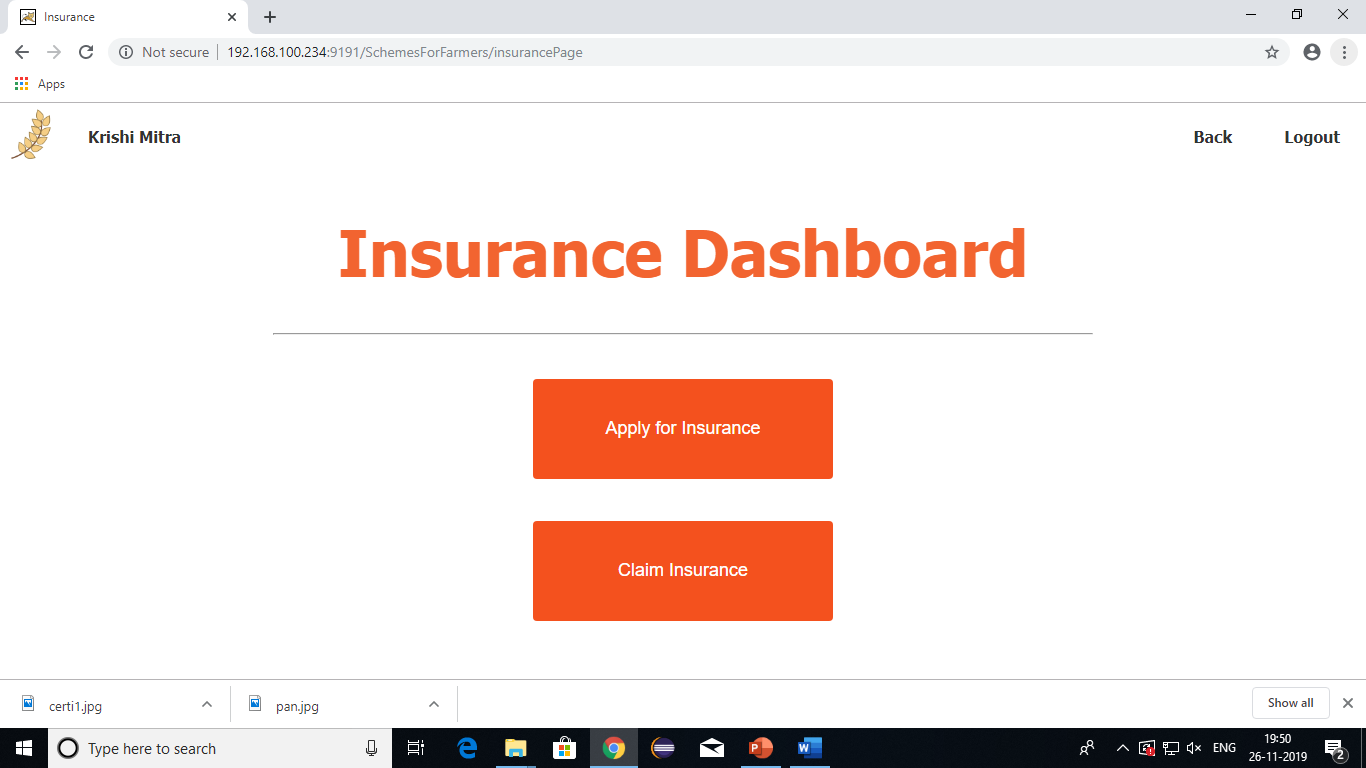 Insurance
Not secure 192.168.100.234:9191/SchemesForFarmers/insurancePage
Apps
Krishi Mitra Back Logout
Insurance Dashboard
Apply for Insurance
Claim Insurance
certi1.jpg pan.jpg Show all
Type here to search ENG 19:50
26-11-2019 2